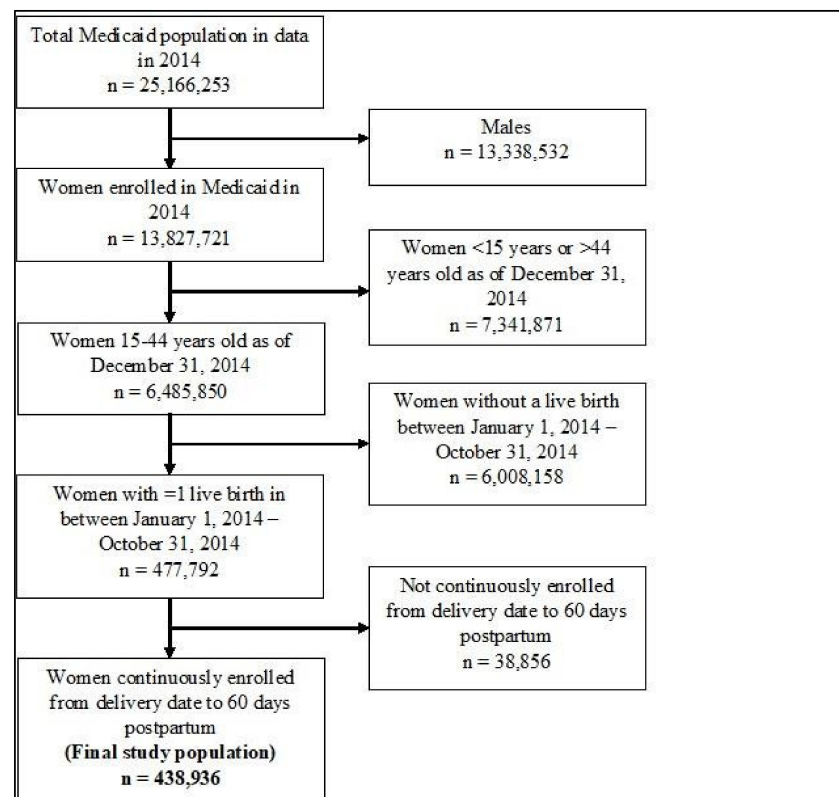 Total Medicaid population in data
in 2014
n = 25,166,253
Males
n = 13,338,532
Women enrolled in Medicaid in
2014
n = 13,827,721
Women <15 years or >44
years old as of December 31,
2014
n = 7,341,871
Women 15-44 years old as of
December 31, 2014
n = 6,485,850
Women without a live birth
between January 1, 2014 –
October 31, 2014
n = 6,008,158
Women with =1 live birth in
between January 1, 2014 –
October 31, 2014
n = 477,792
Not continuously enrolled
from delivery date to 60 days
postpartum
n = 38,856
Women continuously enrolled
from delivery date to 60 days
postpartum
(Final study population)
n = 438,936